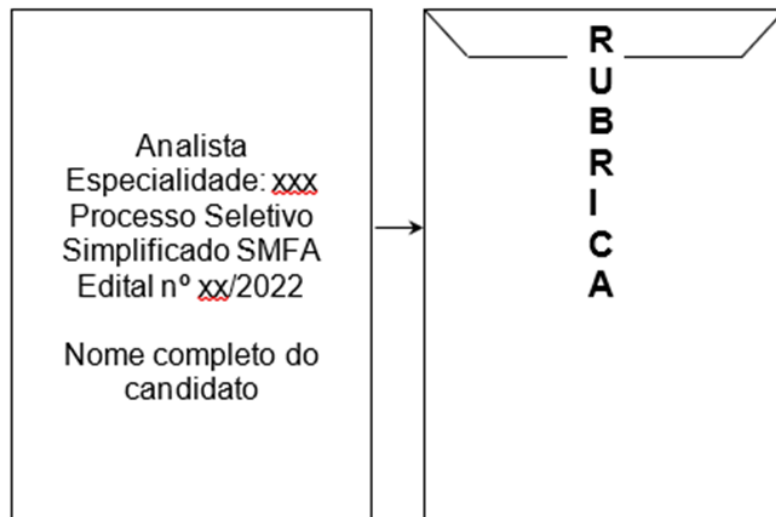 Analista
Especialidade: xxx
Processo Seletivo
Simplificado SMFA
Edital nº xx/2022
Nome completo do
candidato
R
U
B
R
I
C
A